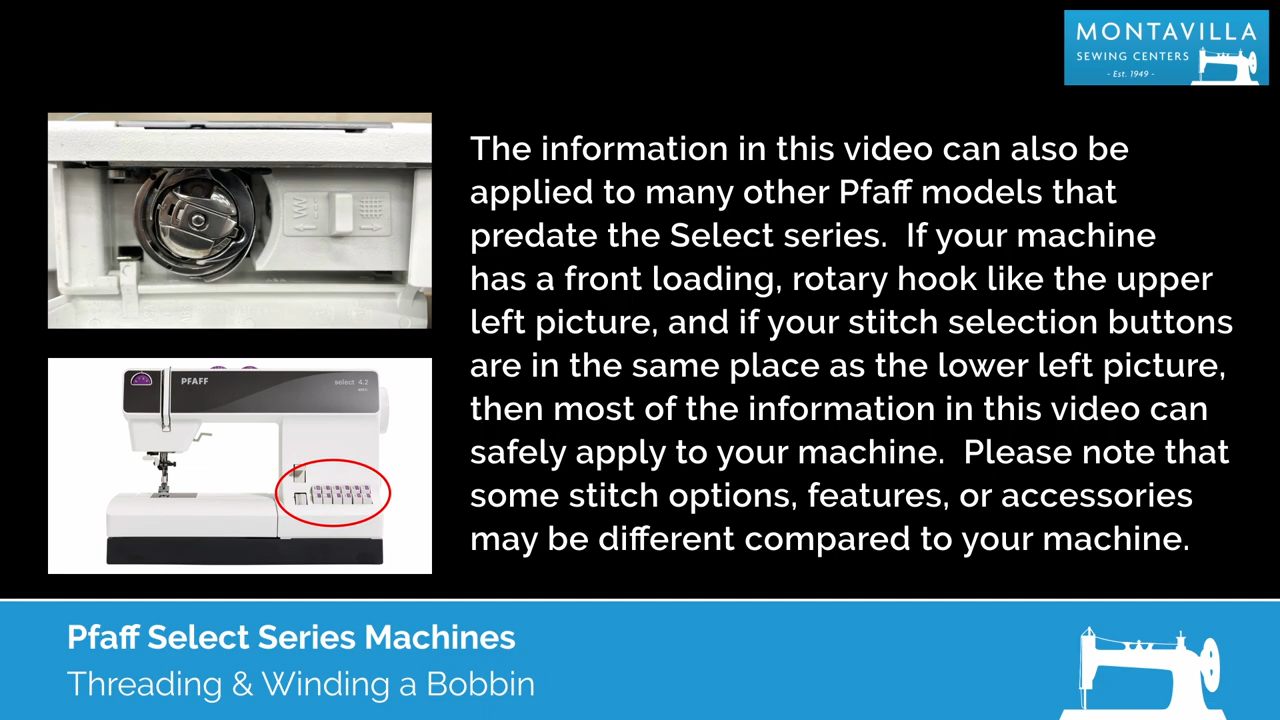 MONTAVILLA
SEWING CENTERS
- Est. 1949 -
The information in this video can also be
applied to many other Pfaff models that
predate the Select series.  If your machine
has a front loading, rotary hook like the upper
left picture, and if your stitch selection buttons
are in the same place as the lower left picture,
then most of the information in this video can
safely apply to your machine.  Please note that
some stitch options, features, or accessories
may be different compared to your machine.
PFAFF
select 4.2
Pfaff Select Series Machines
Threading & Winding a Bobbin